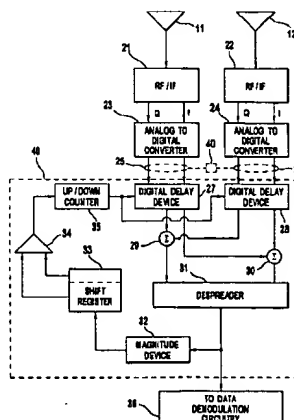 11
12
21
22
RF/IF
RF/IF
Q
I
Q
I
23
24
ANALOG TO
DIGITAL
CONVERTER
ANALOG TO
DIGITAL
CONVERTER
40
48
25
UP/DOWN
COUNTER
35
DIGITAL DELAY
DEVICE
27
DIGITAL DELAY
DEVICE
28
34
29
Σ
33
Σ
30
SHIFT
REGISTER
31
DESPREADER
32
MAGNITUDE
DEVICE
TO DATA
DEMODULATION
CIRCUITRY